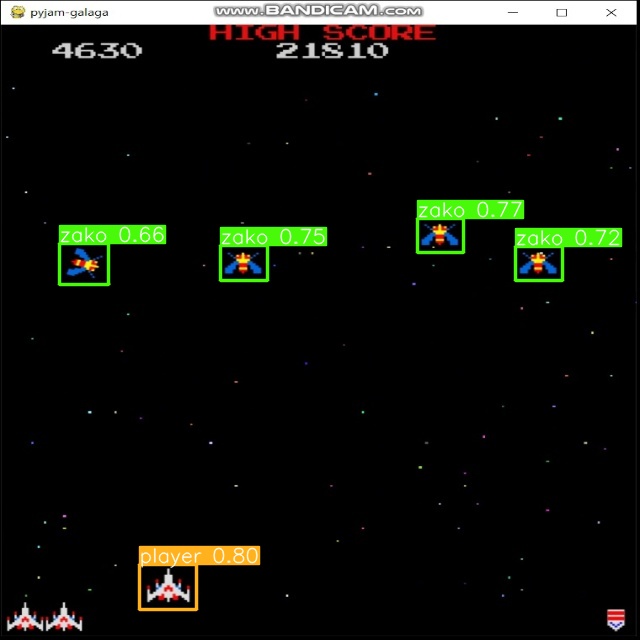 pyjam-galaga
www.BANDICAM.com
HIGH SCORE
4630 21810
zako 0.77
zako 0.66
zako 0.75
zako 0.72
player 0.80